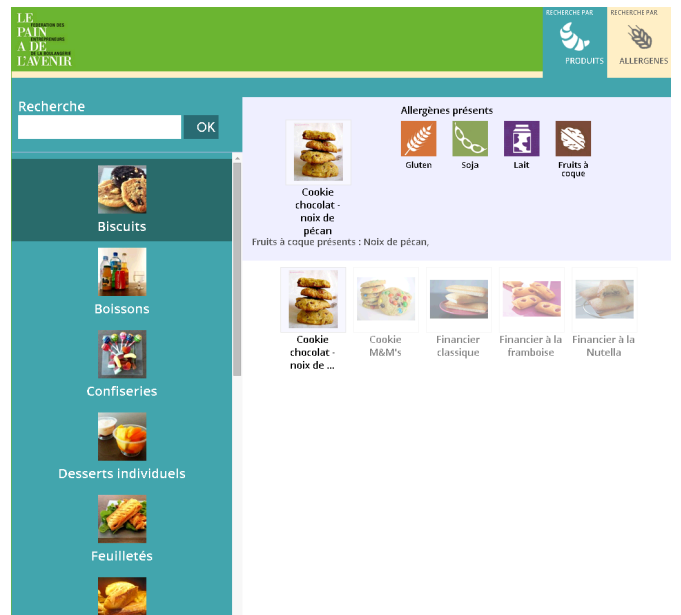 LE
FÉDÉRATION DES
PAIN
ENTREPRENEURS
A DE
DE LA BOULANGERIE
L'AVENIR
RECHERCHE PAR
PRODUITS
RECHERCHE PAR
ALLERGENES
Recherche
OK
Biscuits
Boissons
Confiseries
Desserts individuels
Feuilletés
Allergènes présents
Cookie
chocolat -
noix de
pécan
Gluten
Soja
Lait
Fruits à
coque
Fruits à coque présents : Noix de pécan,
Cookie
chocolat -
noix de ...
Cookie
M&M's
Financier
classique
Financier à la
framboise
Financier à la
Nutella